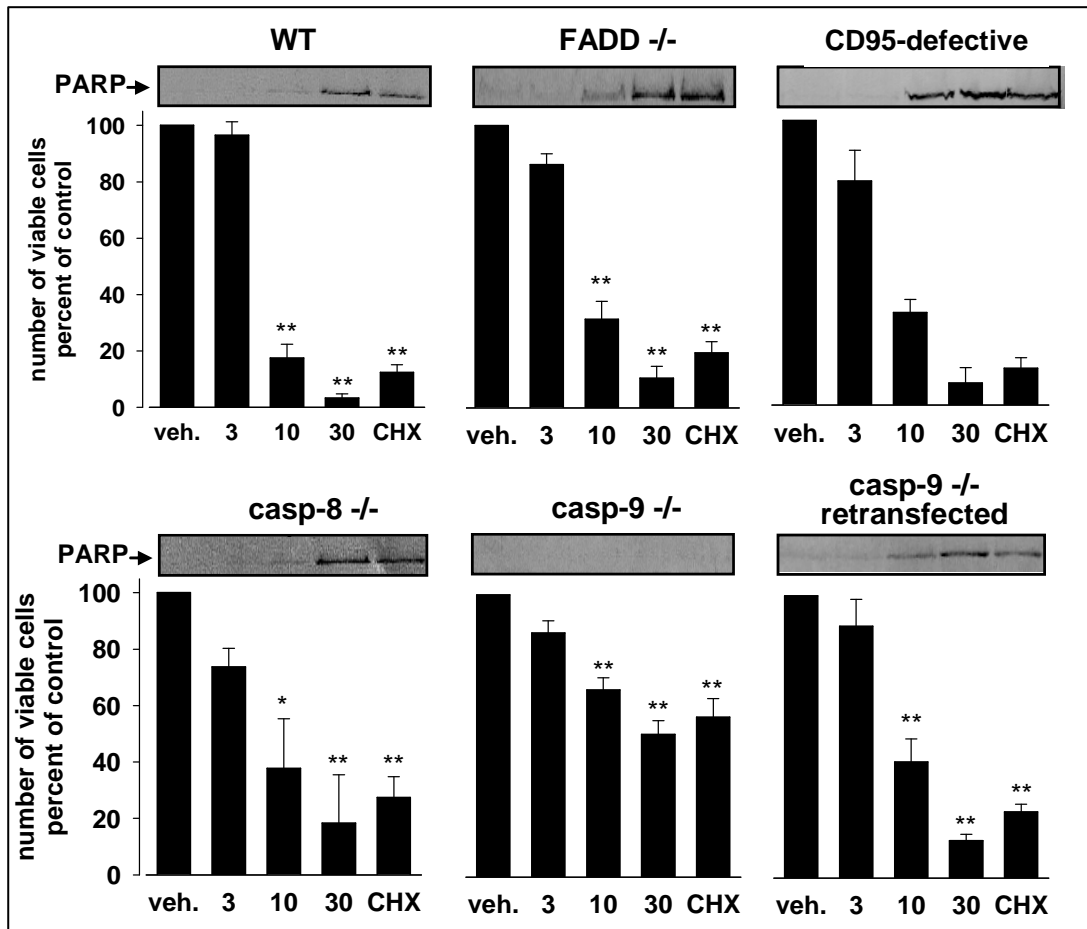 WT
FADD -/-
CD95-defective
PARP
number of viable cells
percent of control
100
80
60
40
20
0
**
**
**
**
**
**
veh. 3 10 30 CHX
veh. 3 10 30 CHX
veh. 3 10 30 CHX
casp-8 -/-
casp-9 -/-
casp-9 -/-
retransfected
PARP
number of viable cells
percent of control
100
80
60
40
20
0
*
**
**
**
**
**
**
**
**
veh. 3 10 30 CHX
veh. 3 10 30 CHX
veh. 3 10 30 CHX